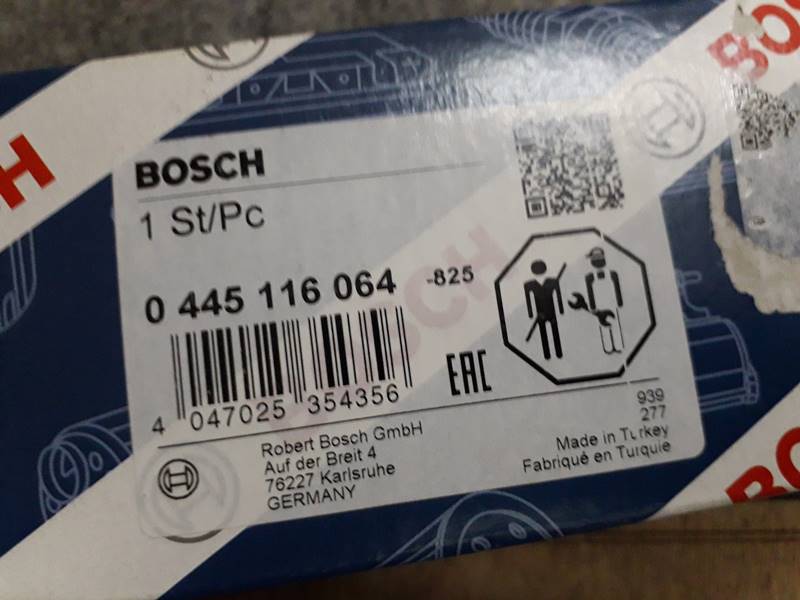 BOSCH
1 St/Pc
0 445 116 064 -825
4 047025 354356
EAC
Robert Bosch GmbH
Auf der Breit 4
76227 Karlsruhe
GERMANY
939
277
Made in Turkey
Fabriqué en Turquie
BOSCH